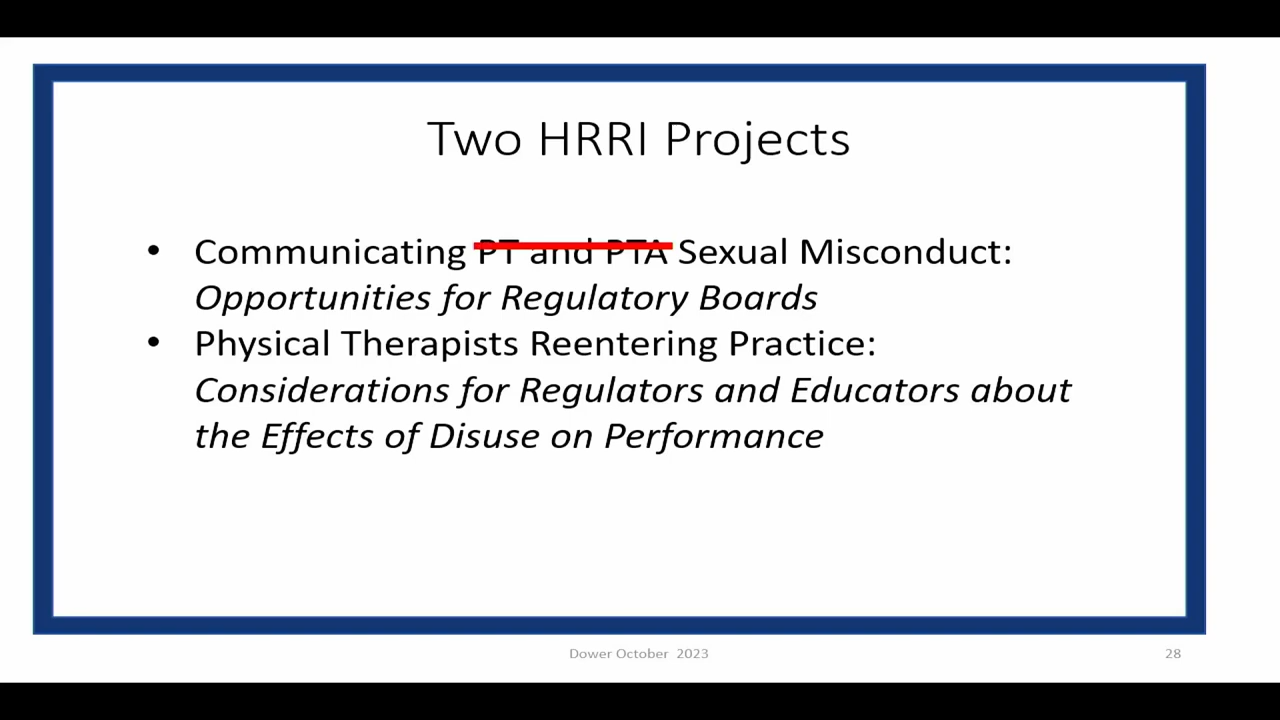 Two HRRI Projects
• Communicating PT and PTA Sexual Misconduct:
Opportunities for Regulatory Boards
• Physical Therapists Reentering Practice:
Considerations for Regulators and Educators about
the Effects of Disuse on Performance
Dower October 2023
28